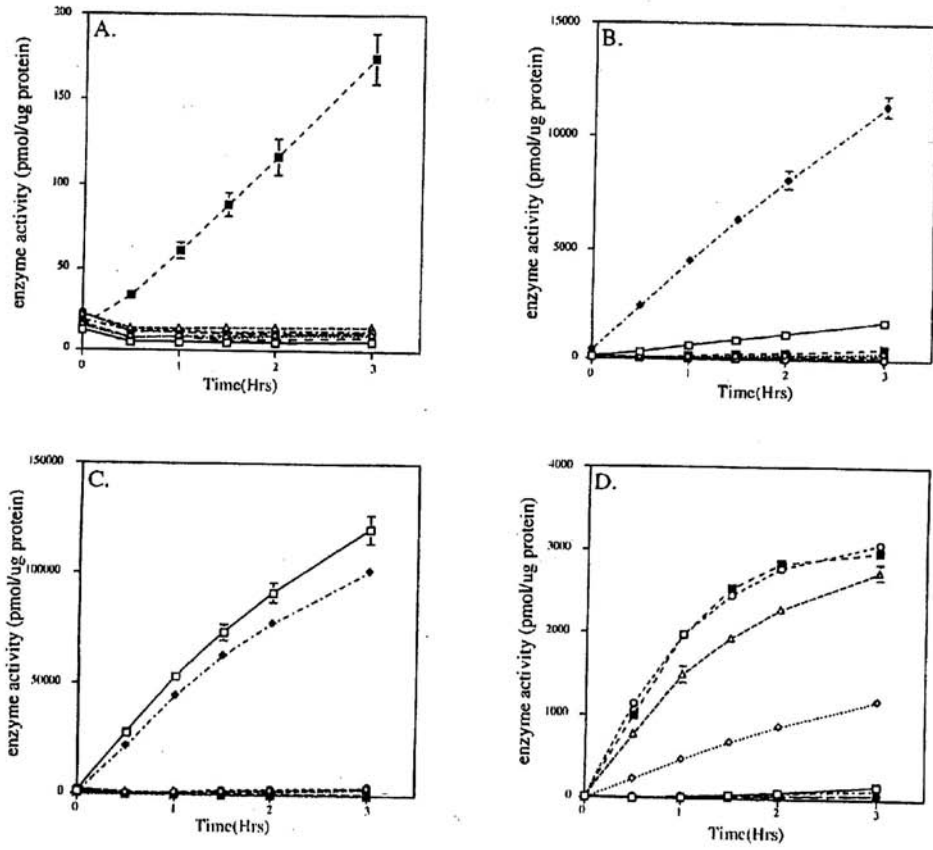 A.
200
150
100
50
0
0 1 2 3
Time(Hrs)
enzyme activity (pmol/ug protein)
B.
15000
10000
5000
0
0 1 2 3
Time(Hrs)
enzyme activity (pmol/ug protein)
C.
150000
100000
50000
0
0 1 2 3
Time(Hrs)
enzyme activity (pmol/ug protein)
D.
4000
3000
2000
1000
0
0 1 2 3
Time(Hrs)
enzyme activity (pmol/ug protein)